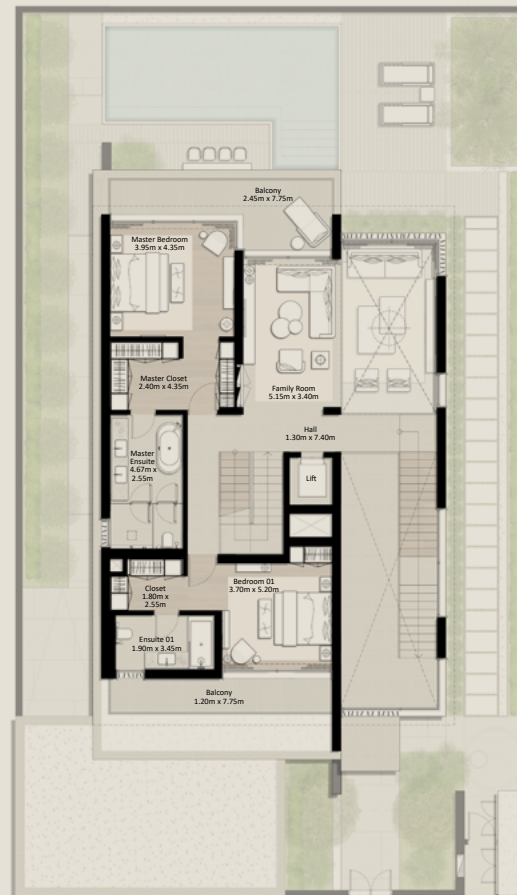 Balcony
2.45m x 7.75m
Master Bedroom
3.95m x 4.35m
Family Room
5.15m x 3.40m
Master Closet
2.40m x 4.35m
Hall
1.30m x 7.40m
Master
Ensuite
4.67m x
2.55m
Lift
Bedroom 01
3.70m x 5.20m
Closet
1.80m x
2.55m
Ensuite 01
1.90m x 3.45m
Balcony
1.20m x 7.75m